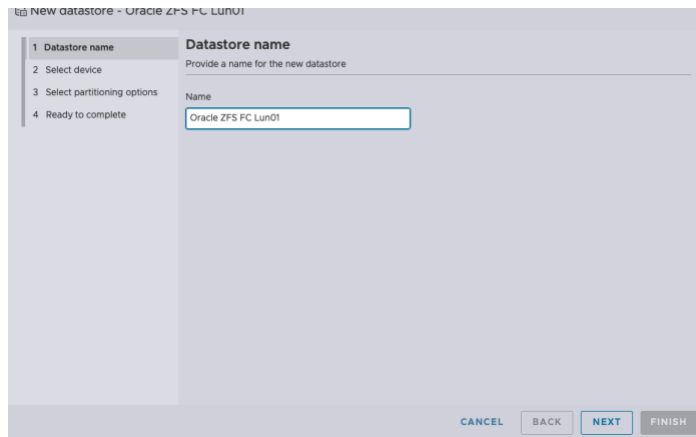 New datastore - Oracle ZFS FC Lun01
1 Datastore name
2 Select device
3 Select partitioning options
4 Ready to complete
Datastore name
Provide a name for the new datastore
Name
Oracle ZFS FC Lun01
CANCEL BACK NEXT FINISH